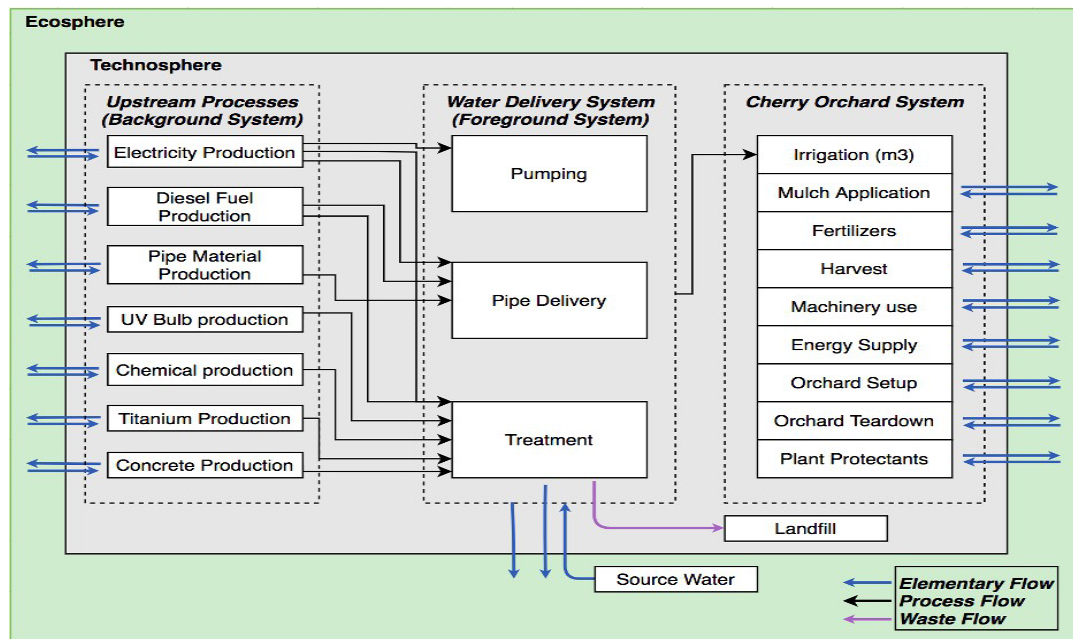 Ecosphere
Technosphere
Upstream Processes
(Background System)
Electricity Production
Diesel Fuel
Production
Pipe Material
Production
UV Bulb production
Chemical production
Titanium Production
Concrete Production
Water Delivery System
(Foreground System)
Pumping
Pipe Delivery
Treatment
Cherry Orchard System
Irrigation (m3)
Mulch Application
Fertilizers
Harvest
Machinery use
Energy Supply
Orchard Setup
Orchard Teardown
Plant Protectants
Landfill
Source Water
Elementary Flow
Process Flow
Waste Flow